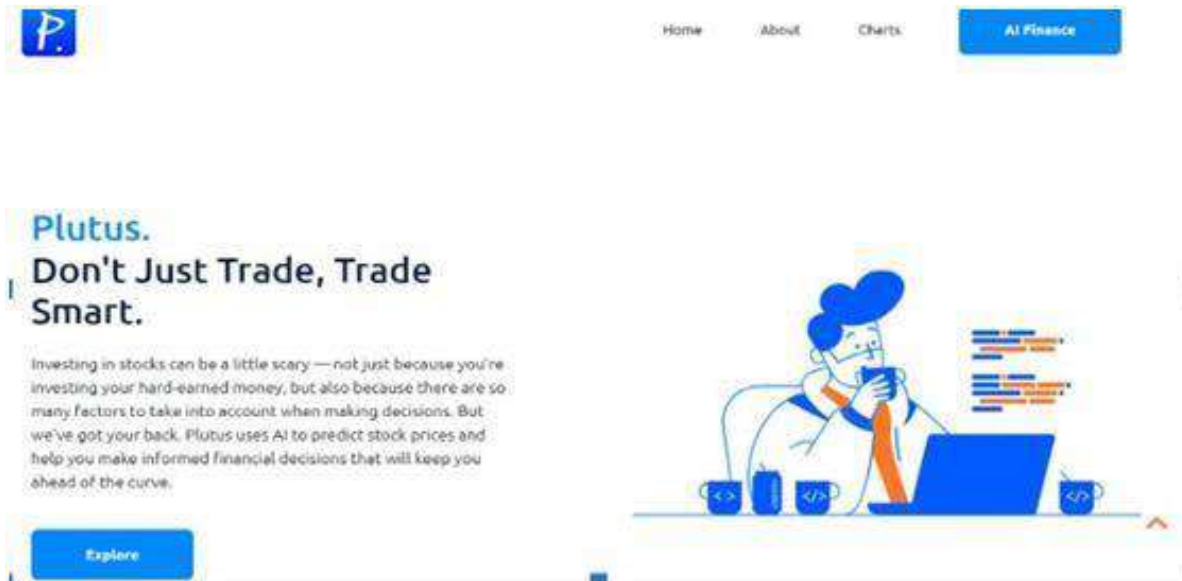 P.
Home About Charts AI Finance
Plutus.
Don't Just Trade, Trade
Smart.
Investing in stocks can be a little scary — not just because you're
investing your hard-earned money, but also because there are so
many factors to take into account when making decisions. But
we've got your back. Plutus uses AI to predict stock prices and
help you make informed financial decisions that will keep you
ahead of the curve.
<> </> </>
Explore